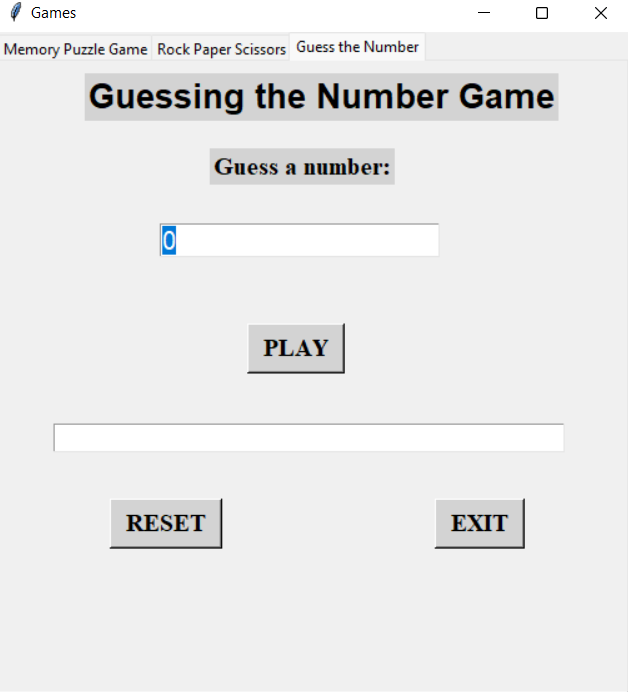 Games
Memory Puzzle Game Rock Paper Scissors Guess the Number
Guessing the Number Game
Guess a number:
0
PLAY
RESET EXIT